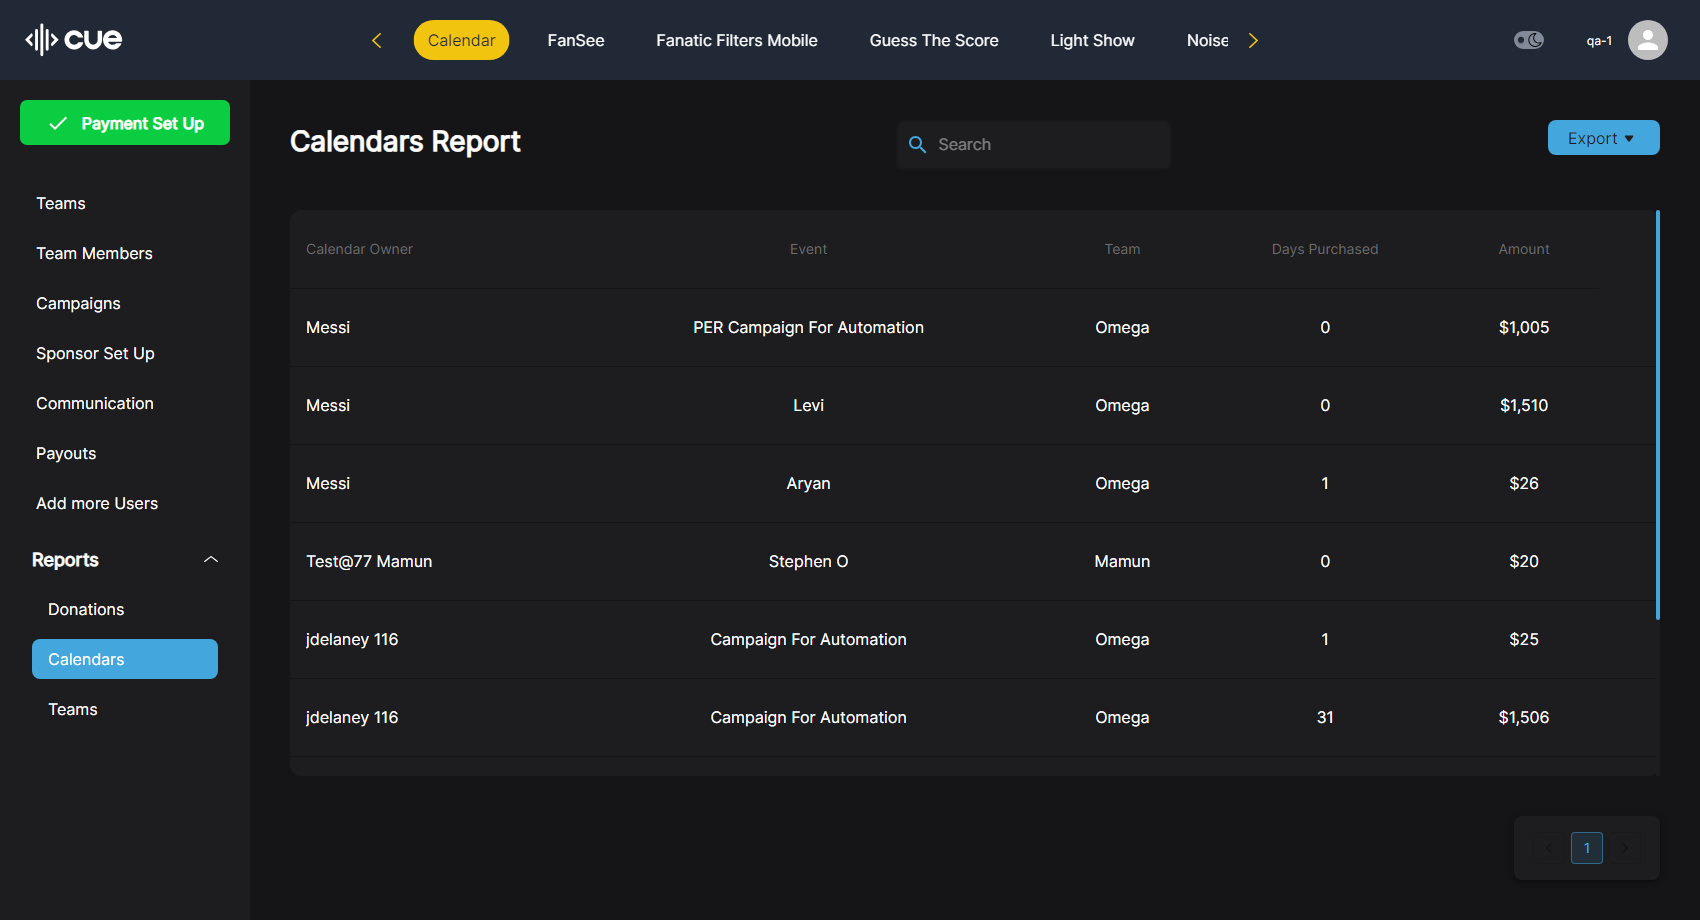 cue
Calendar FanSee Fanatic Filters Mobile Guess The Score Light Show Noise
qa-1
Payment Set Up
Teams
Team Members
Campaigns
Sponsor Set Up
Communication
Payouts
Add more Users
Reports
Donations
Calendars
Teams
Calendars Report
Search
Export
Calendar Owner Event Team Days Purchased Amount
Messi PER Campaign For Automation Omega 0 $1,005
Messi Levi Omega 0 $1,510
Messi Aryan Omega 1 $26
Test@77 Mamun Stephen O Mamun 0 $20
jdelaney 116 Campaign For Automation Omega 1 $25
jdelaney 116 Campaign For Automation Omega 31 $1,506
1